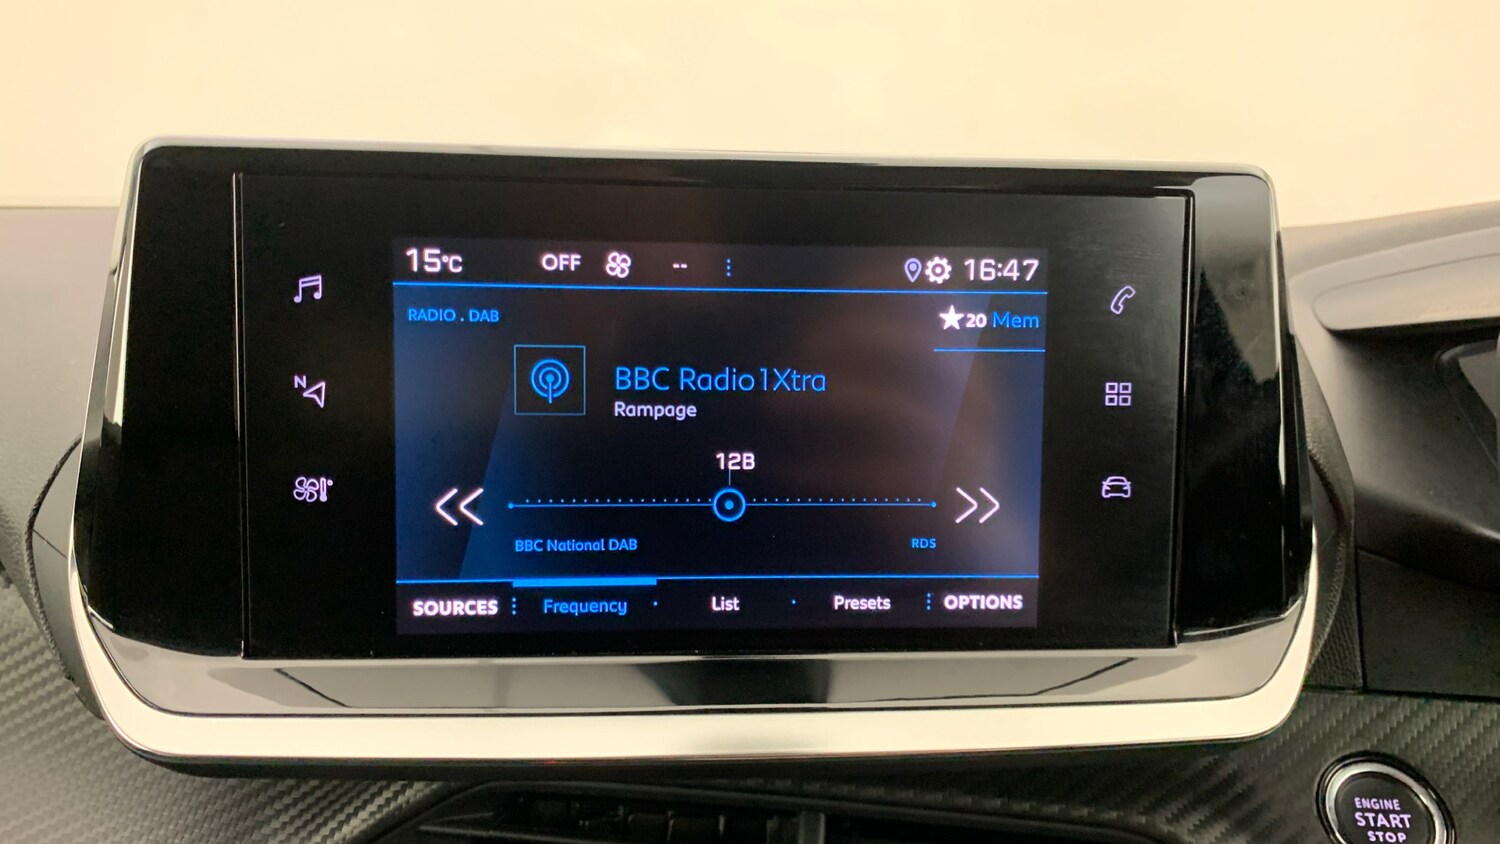 15°C OFF -- 16:47
RADIO . DAB
20 Mem
BBC Radio 1Xtra
Rampage
N
12B
BBC National DAB RDS
SOURCES Frequency List Presets OPTIONS
ENGINE
START
STOP